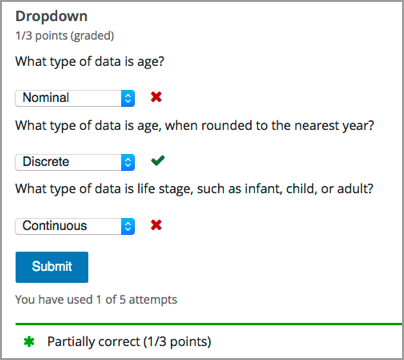 Dropdown
1/3 points (graded)
What type of data is age?
Nominal
What type of data is age, when rounded to the nearest year?
Discrete
What type of data is life stage, such as infant, child, or adult?
Continuous
Submit
You have used 1 of 5 attempts
Partially correct (1/3 points)